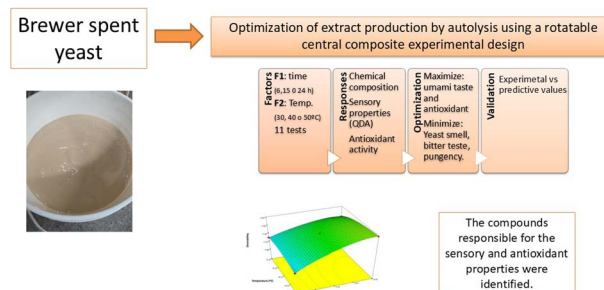 Brewer spent
yeast
Optimization of extract production by autolysis using a rotatable
central composite experimental design
Factors
F1: time
(6,15 o 24 h)
F2: Temp.
(30, 40 o 50ºC)
11 tests
Responses
Chemical
composition
Sensory
properties
(QDA)
Antioxidant
activity
Optimization
Maximize:
umami taste
and
antioxidant
Minimize:
Yeast smell,
bitter teste,
pungency.
Validation
Experimetal vs
predictive values
The compounds
responsible for the
sensory and antioxidant
properties were
identified.